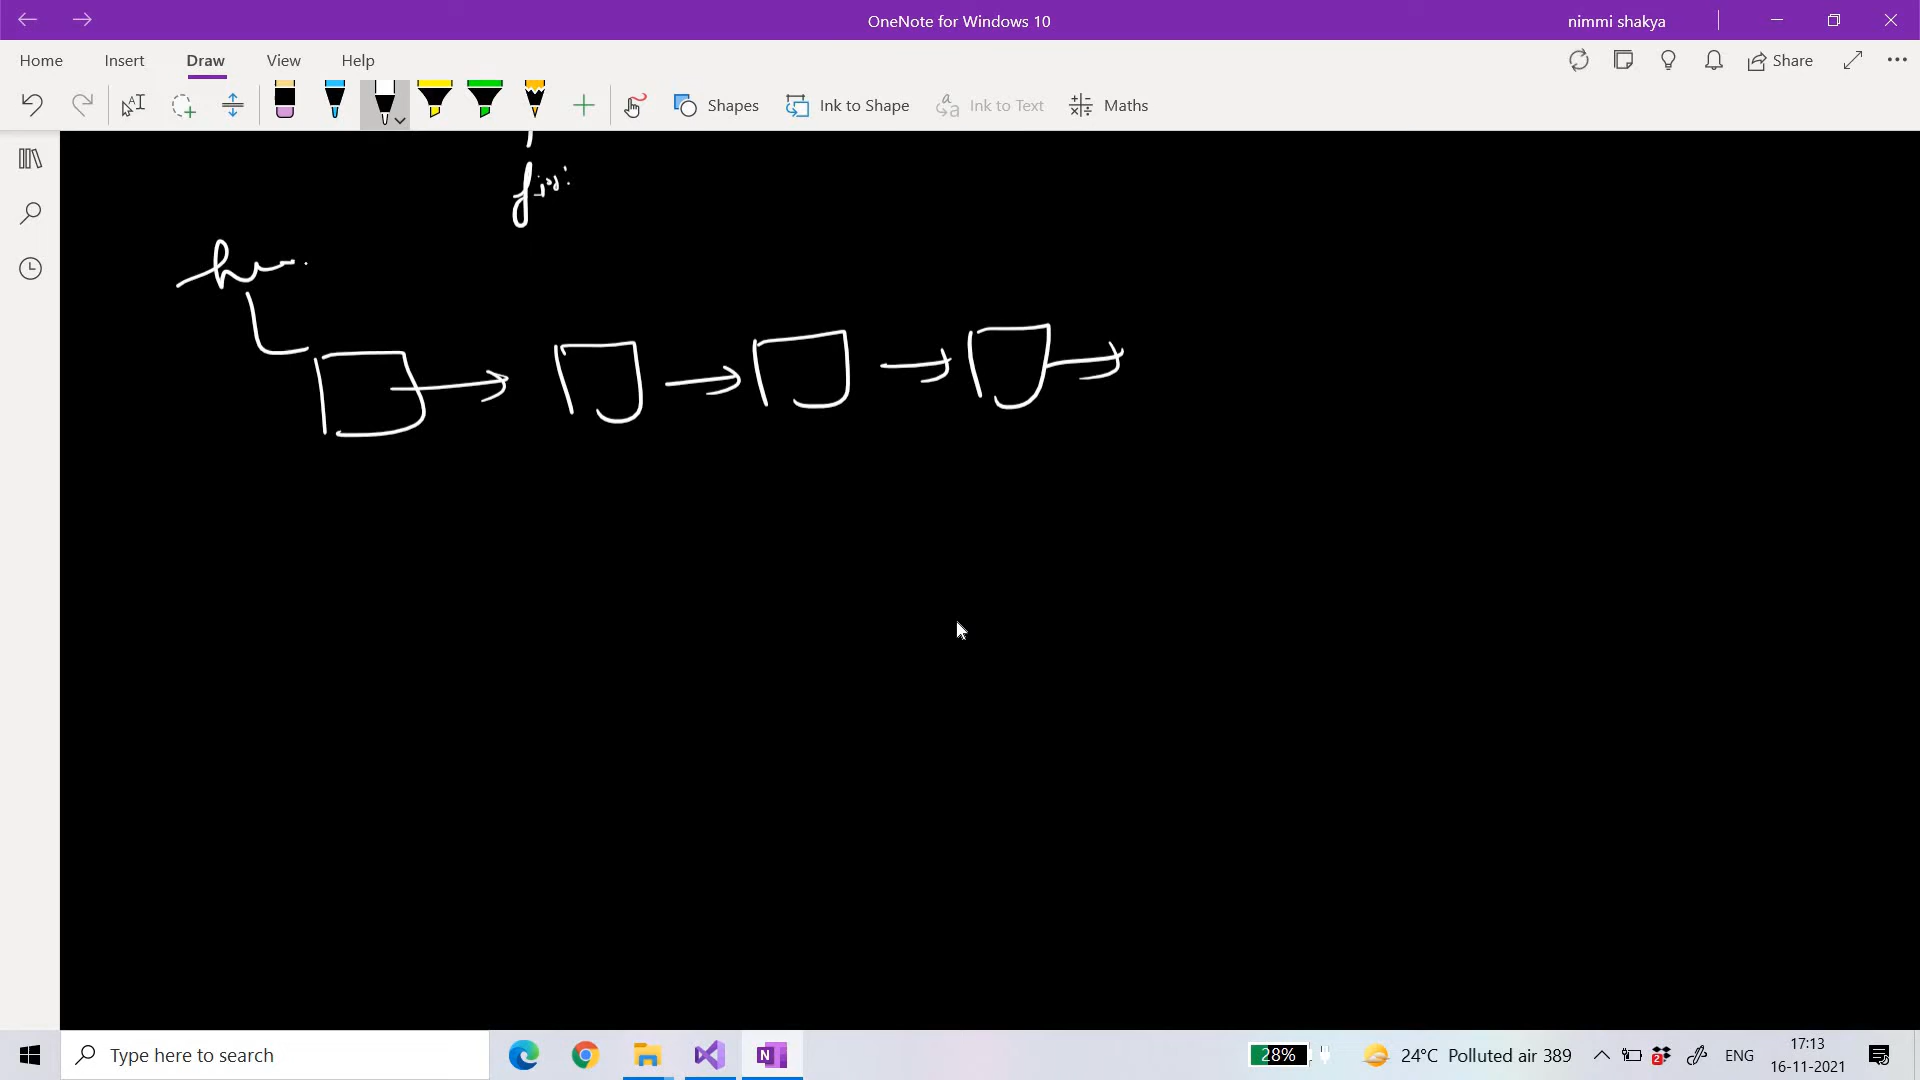 OneNote for Windows 10
nimmi shakya
Home Insert Draw View Help
Share
Shapes Ink to Shape Ink to Text Maths
Type here to search
28%
24°C Polluted air 389
2
ENG
17:13
16-11-2021